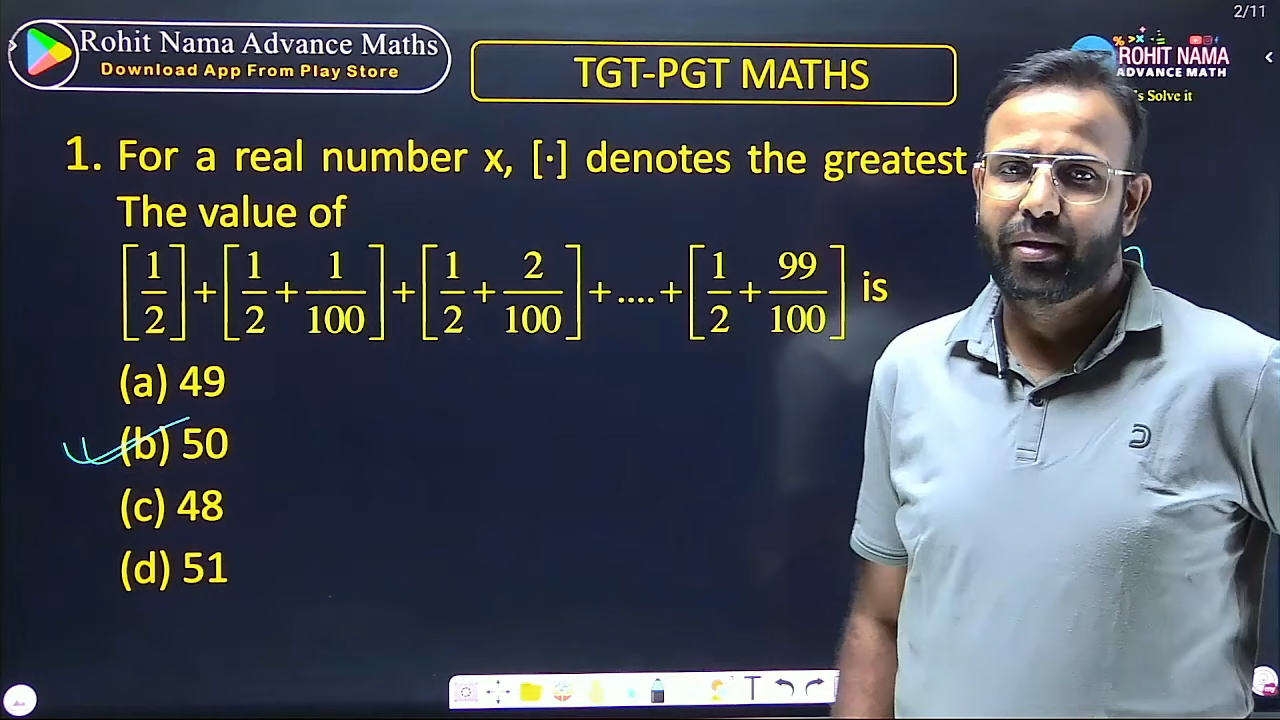 2/11
Rohit Nama Advance Maths
Download App From Play Store
TGT-PGT MATHS
ROHIT NAMA
ADVANCE MATH
's Solve it
1. For a real number x, [·] denotes the greatest
The value of
[1/2] + [1/2 + 1/100] + [1/2 + 2/100] + .... + [1/2 + 99/100] is
(a) 49
(b) 50
(c) 48
(d) 51
T